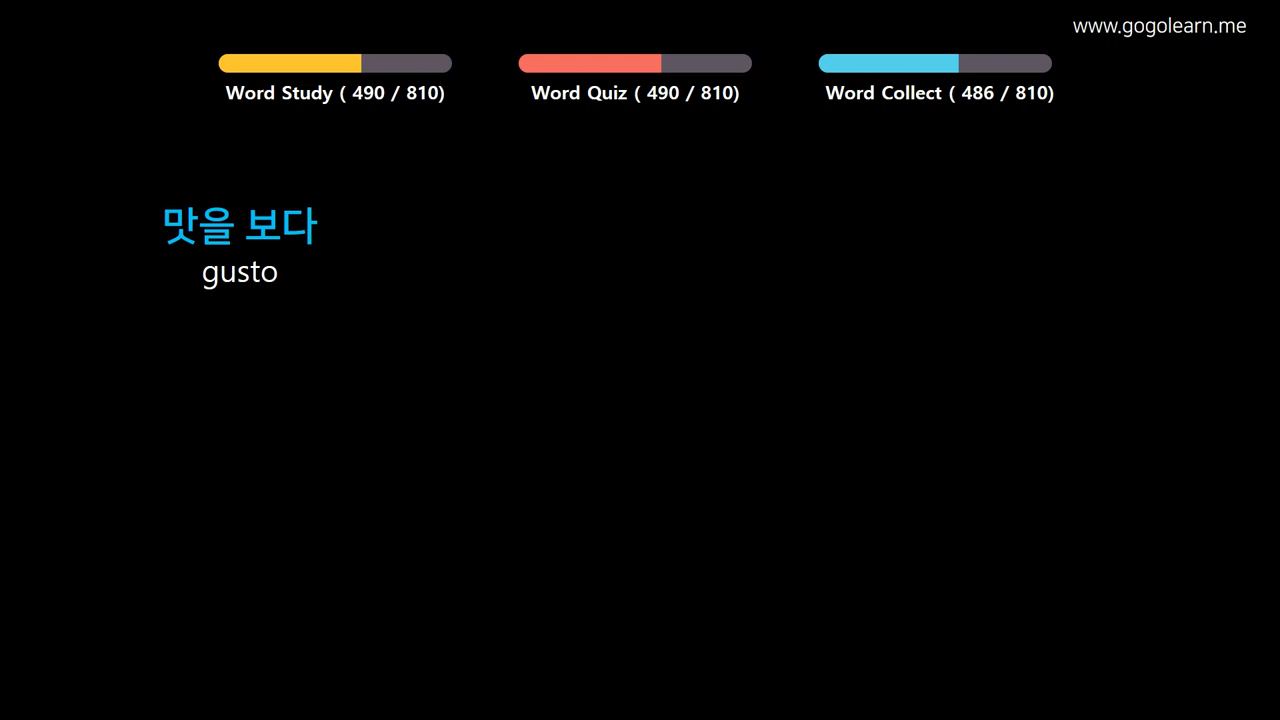 www.gogolearn.me
Word Study ( 490 / 810)
Word Quiz ( 490 / 810)
Word Collect ( 486 / 810)
맛을 보다
gusto